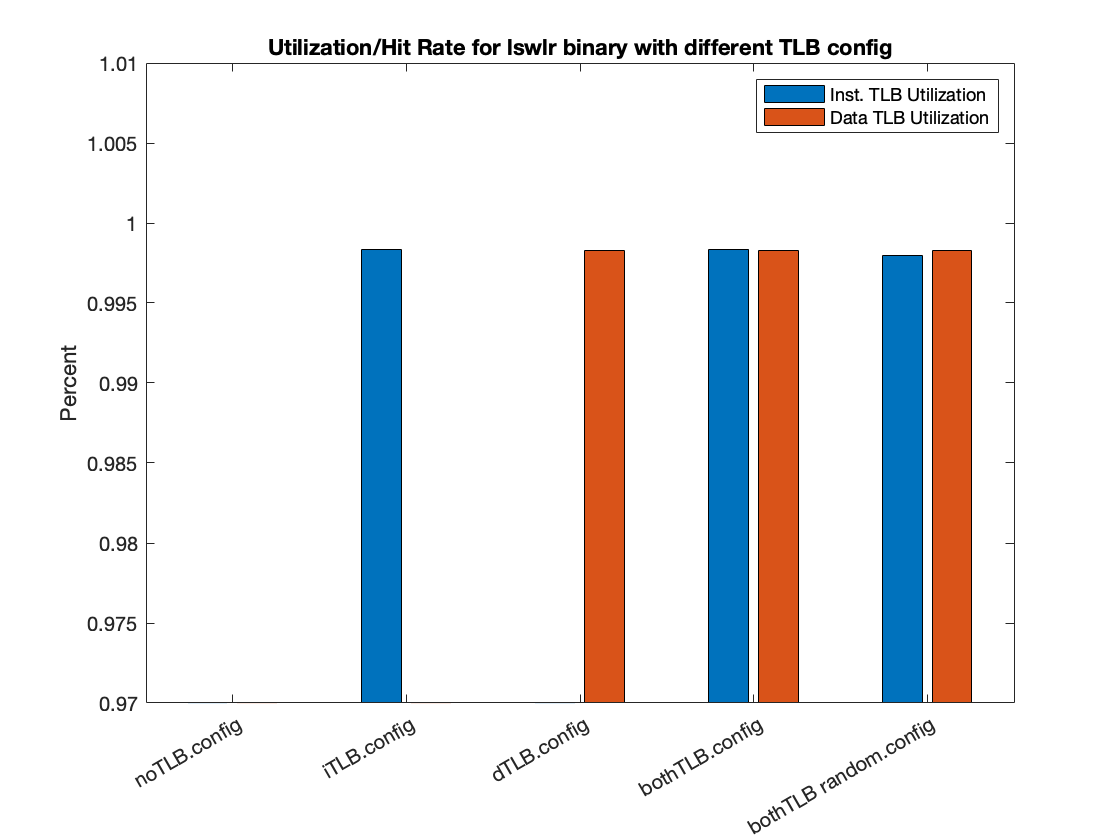 Utilization/Hit Rate for lswlr binary with different TLB config
Inst. TLB Utilization
Data TLB Utilization
Percent
1.01
1.005
1
0.995
0.99
0.985
0.98
0.975
0.97
noTLB.config
iTLB.config
dTLB.config
bothTLB.config
bothTLB random.config